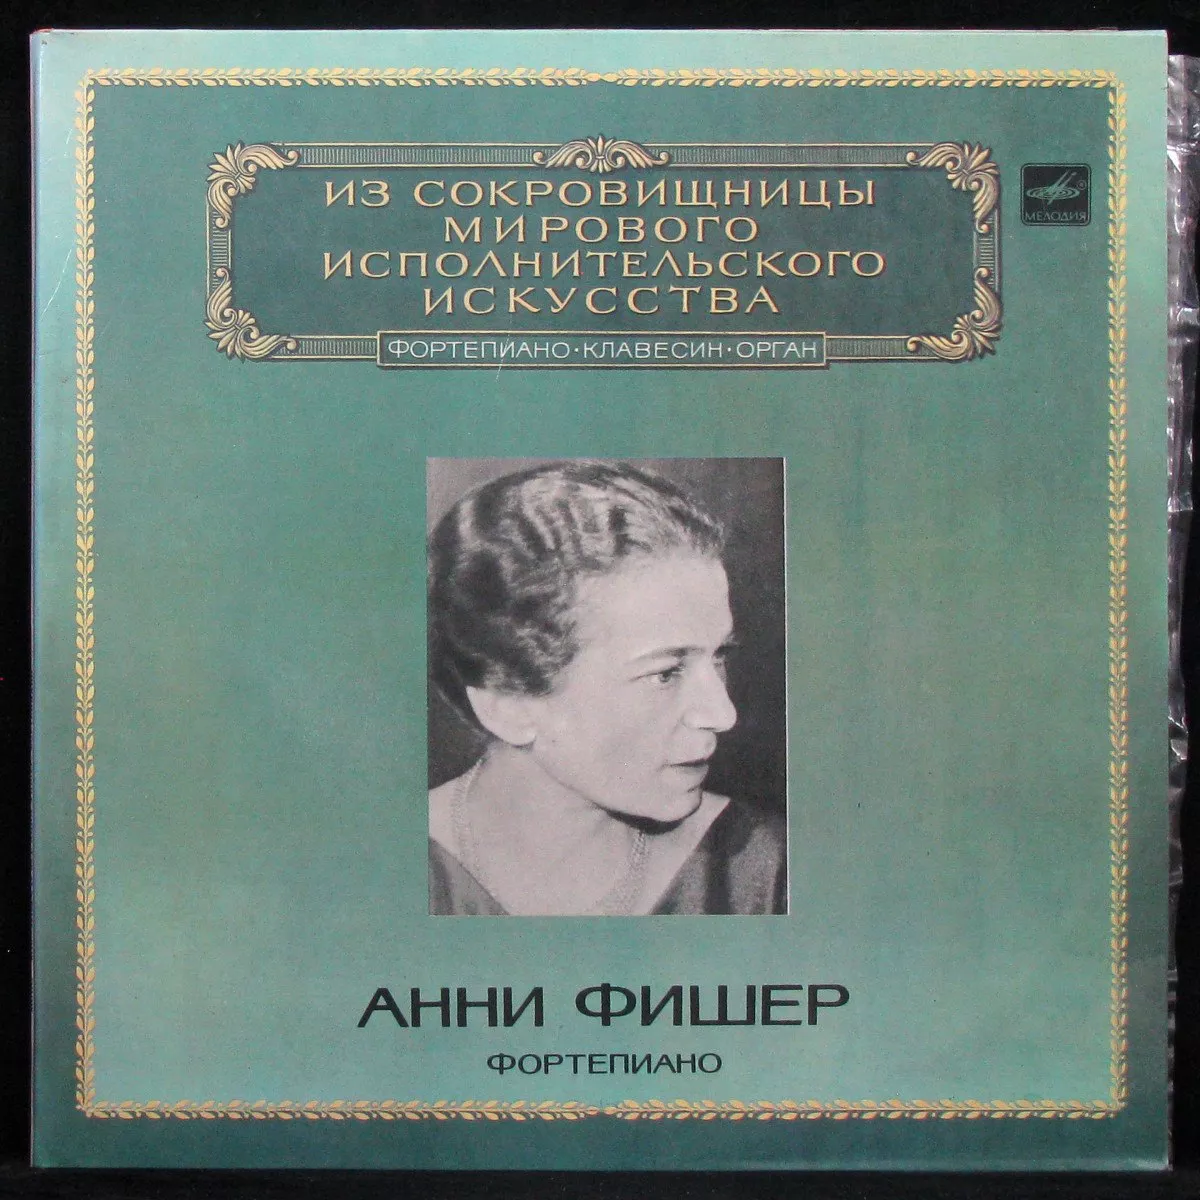 ИЗ СОКРОВИЩНИЦЫ
МИРОВОГО
ИСПОЛНИТЕЛЬСКОГО
ИСКУССТВА
ФОРТЕПИАНО·КЛАВЕСИН·ОРГАН
МЕЛОДИЯ
АННИ ФИШЕР
ФОРТЕПИАНО